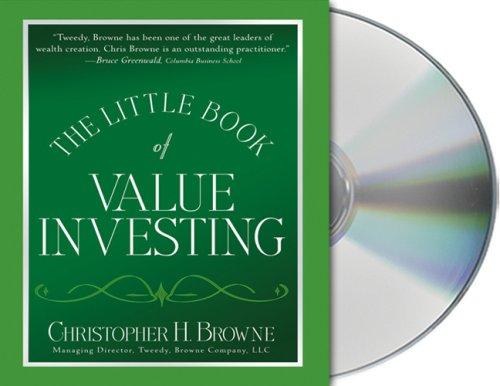 "Tweedy, Browne has been one of the great leaders of
wealth creation. Chris Browne is an outstanding practitioner."
—Bruce Greenwald, Columbia Business School
THE LITTLE BOOK
of
VALUE
INVESTING
CHRISTOPHER H. BROWNE
Managing Director, Tweedy, Browne Company, LLC